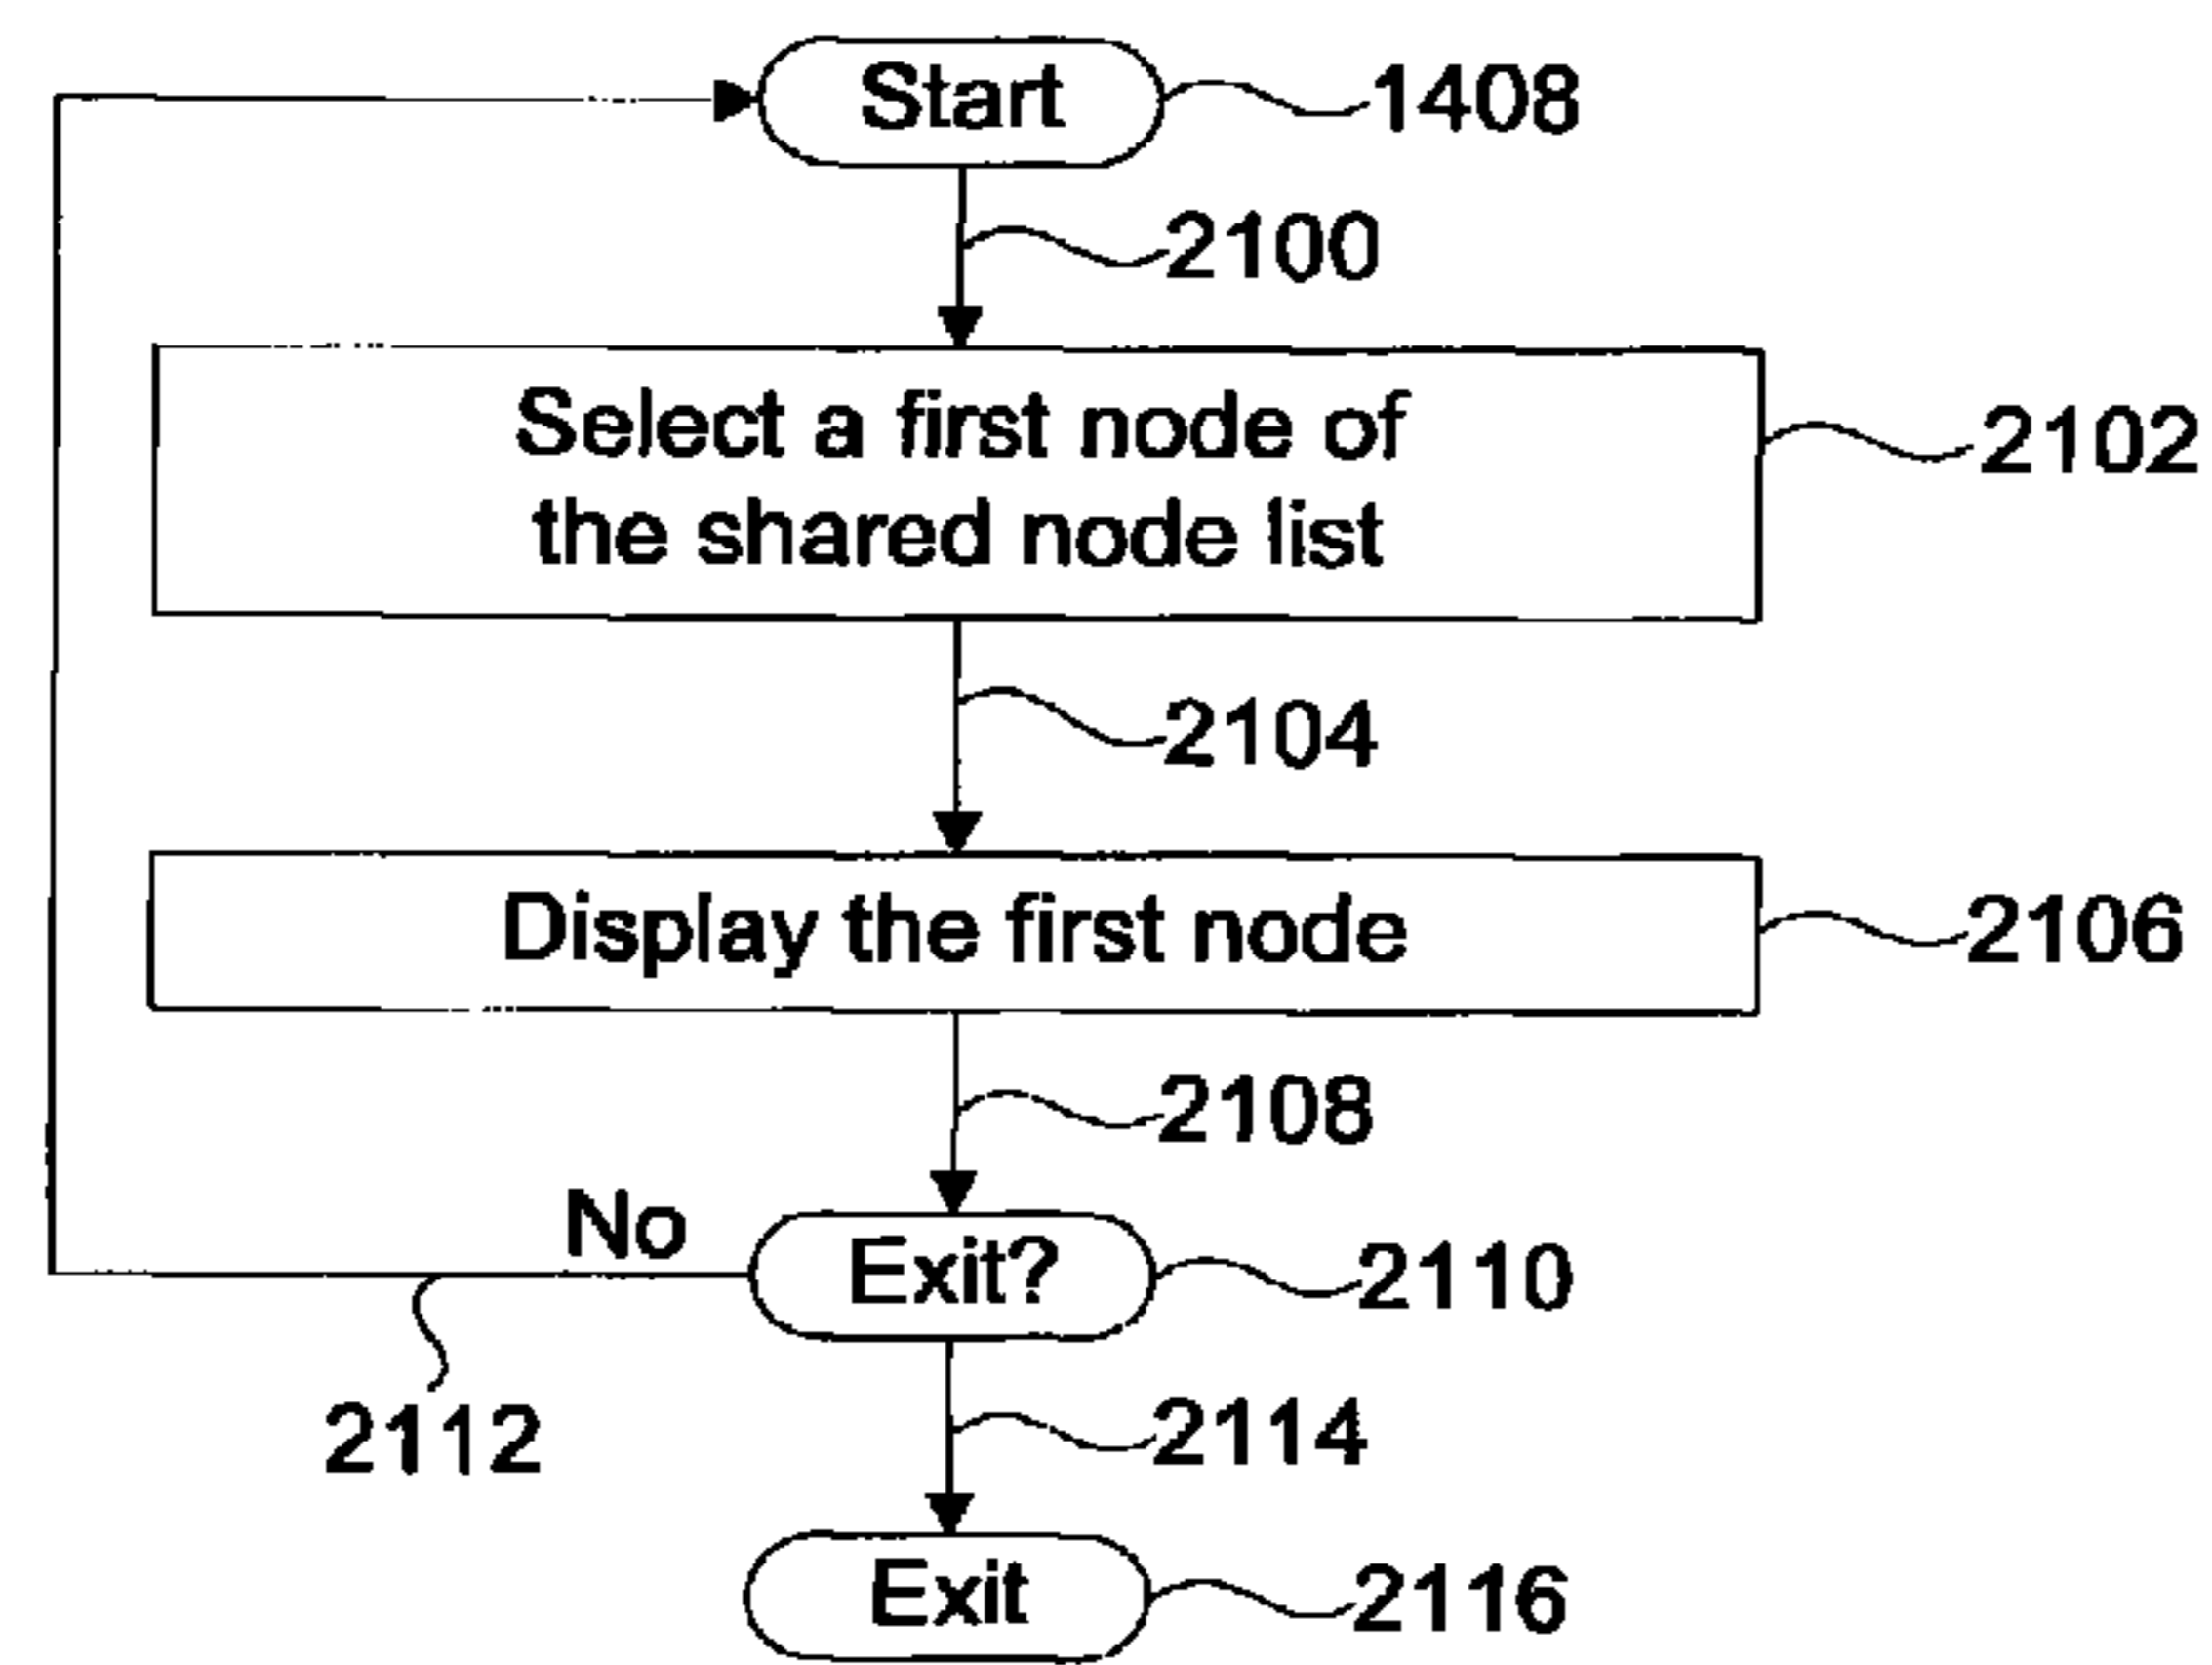 Start
1408
2100
Select a first node of
the shared node list
2102
2104
Display the first node
2106
2108
No
Exit?
2110
2112
2114
Exit
2116